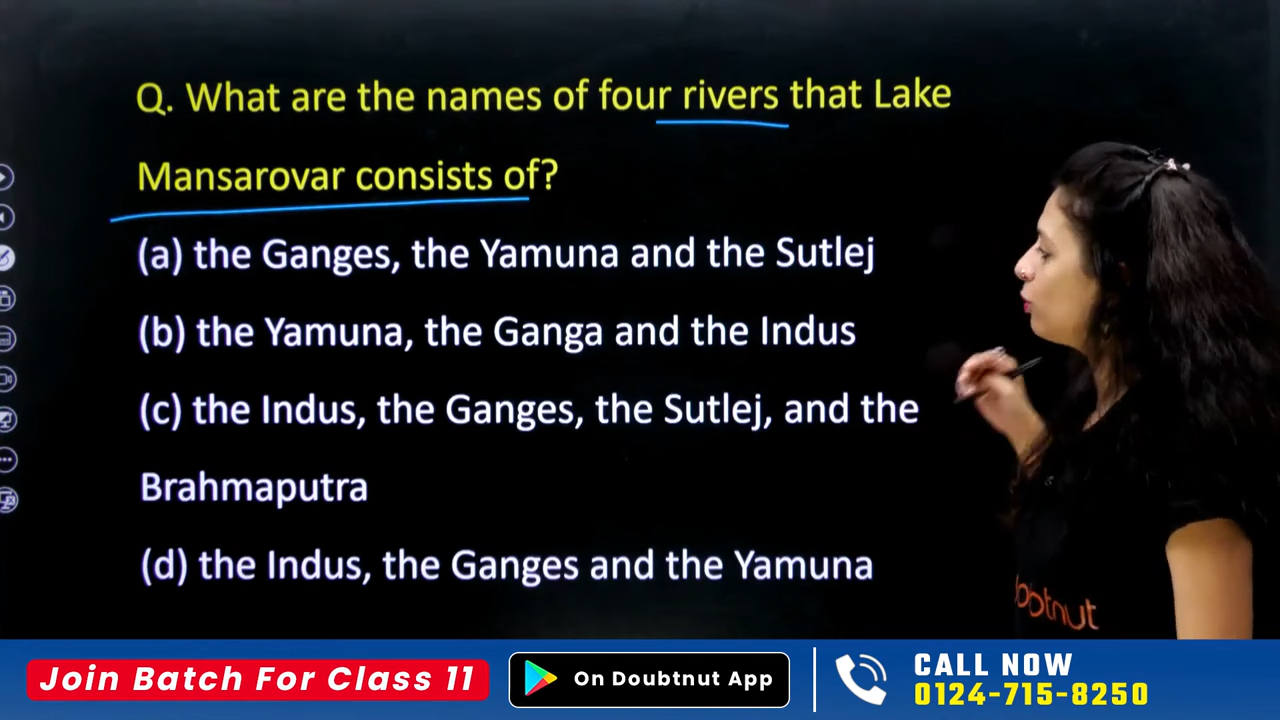 Q. What are the names of four rivers that Lake
Mansarovar consists of?
(a) the Ganges, the Yamuna and the Sutlej
(b) the Yamuna, the Ganga and the Indus
(c) the Indus, the Ganges, the Sutlej, and the
Brahmaputra
(d) the Indus, the Ganges and the Yamuna
obtnut
Join Batch For Class 11
On Doubtnut App
CALL NOW
0124-715-8250